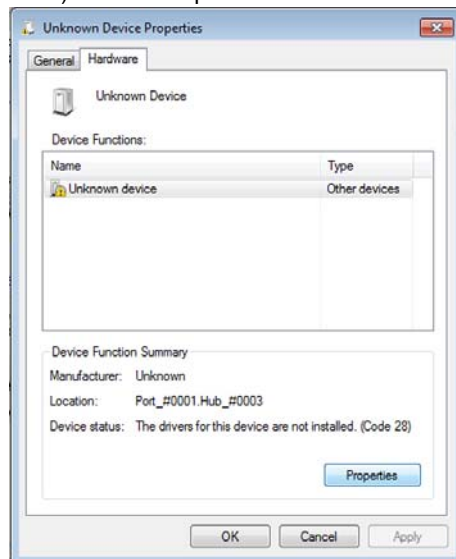 Unknown Device Properties
General Hardware
Unknown Device
Device Functions:
Name Type
Unknown device Other devices
Device Function Summary
Manufacturer: Unknown
Location: Port_#0001.Hub_#0003
Device status: The drivers for this device are not installed. (Code 28)
Properties
OK Cancel Apply